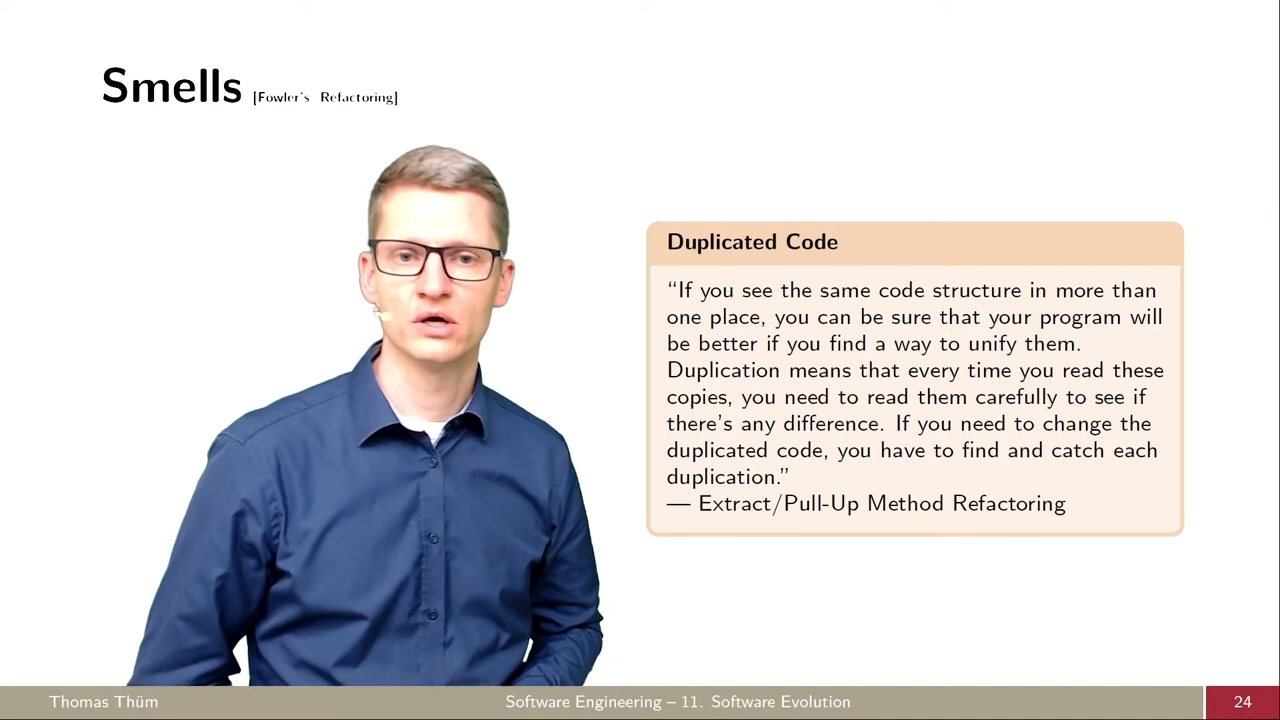 Smells [Fowler's Refactoring]
Duplicated Code
“If you see the same code structure in more than
one place, you can be sure that your program will
be better if you find a way to unify them.
Duplication means that every time you read these
copies, you need to read them carefully to see if
there's any difference. If you need to change the
duplicated code, you have to find and catch each
duplication.”
— Extract/Pull-Up Method Refactoring
Thomas Thüm
Software Engineering – 11. Software Evolution
24